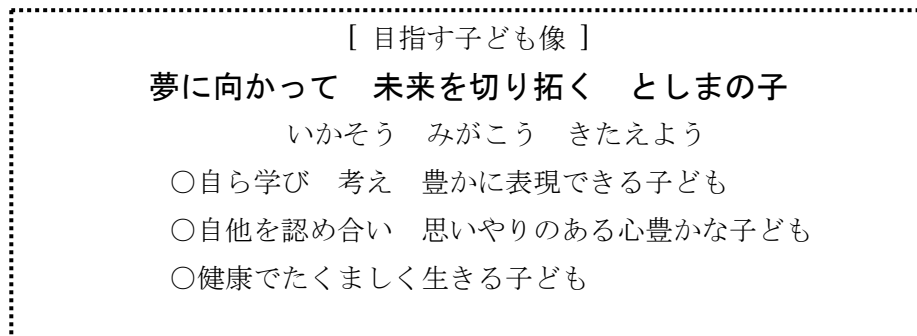 [ 目指す子ども像 ]
夢に向かって　未来を切り拓く　としまの子
いかそう　みがこう　きたえよう
○自ら学び　考え　豊かに表現できる子ども
○自他を認め合い　思いやりのある心豊かな子ども
○健康でたくましく生きる子ども